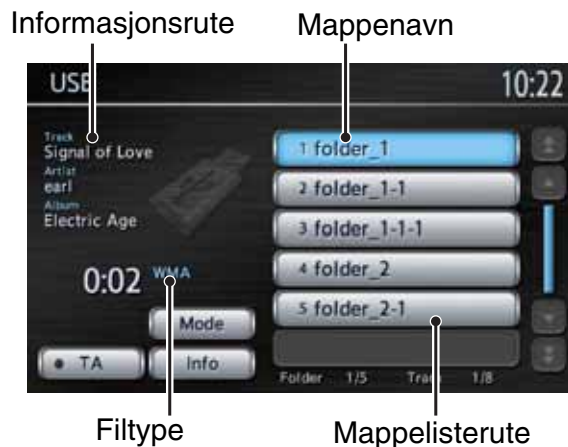 Informasjonsrute
Mappenavn
USB
10:22
Track
Signal of Love
Artist
earl
Album
Electric Age
0:02 WMA
Mode
TA
Info
1 folder_1
2 folder_1-1
3 folder_1-1-1
4 folder_2
5 folder_2-1
Folder 1/5 Track 1/8
Filtype
Mappelisterute